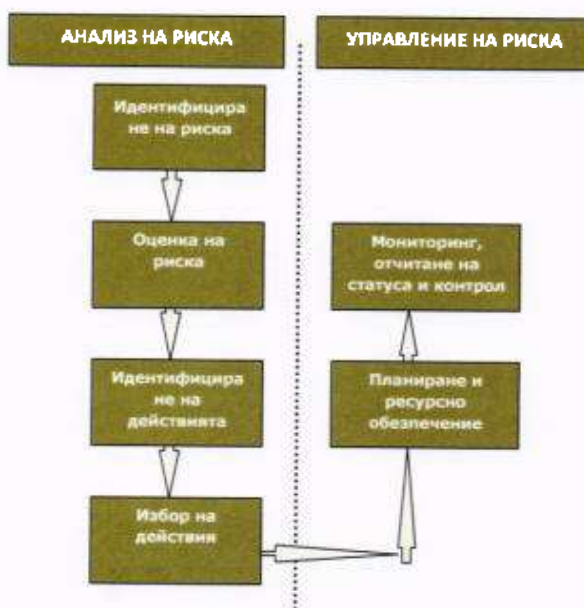 АНАЛИЗ НА РИСКА
УПРАВЛЕНИЕ НА РИСКА
Идентифицира
не на риска
Оценка на
риска
Идентифицира
не на
действията
Избор на
действия
Мониторинг,
отчитане на
статуса и контрол
Планиране и
ресурсно
обезпечение